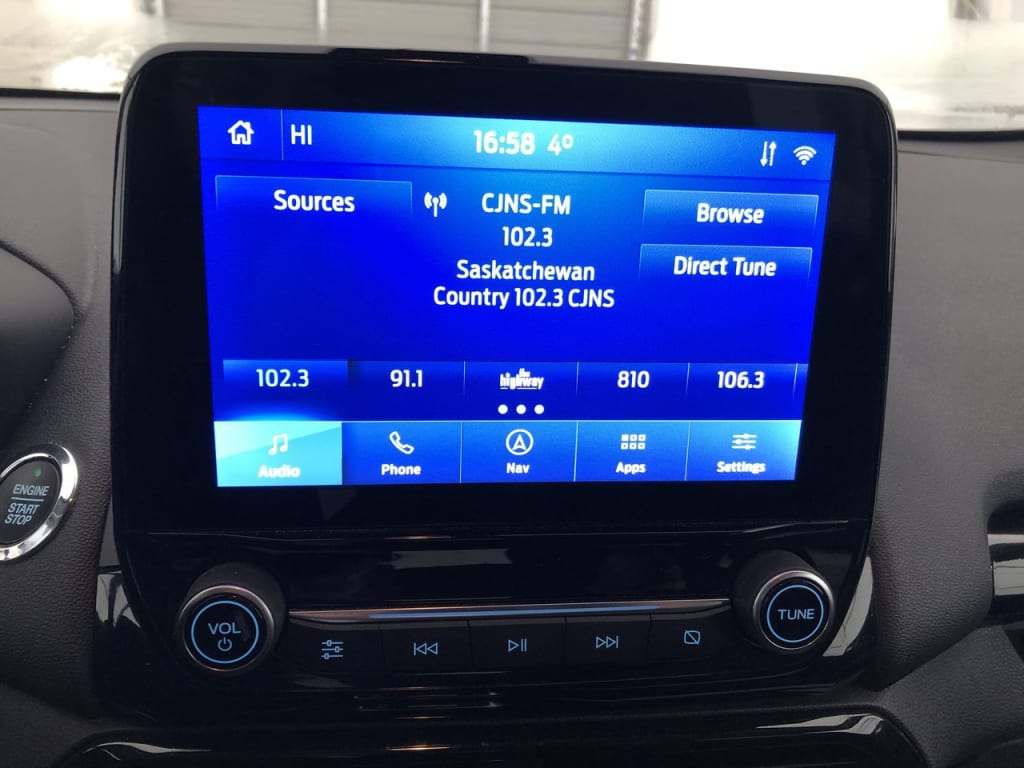 HI 16:58 4°
Sources
CJNS-FM
102.3
Saskatchewan
Country 102.3 CJNS
Browse
Direct Tune
102.3 91.1 the highway 810 106.3
Audio Phone Nav Apps Settings
ENGINE
START
STOP
VOL
TUNE